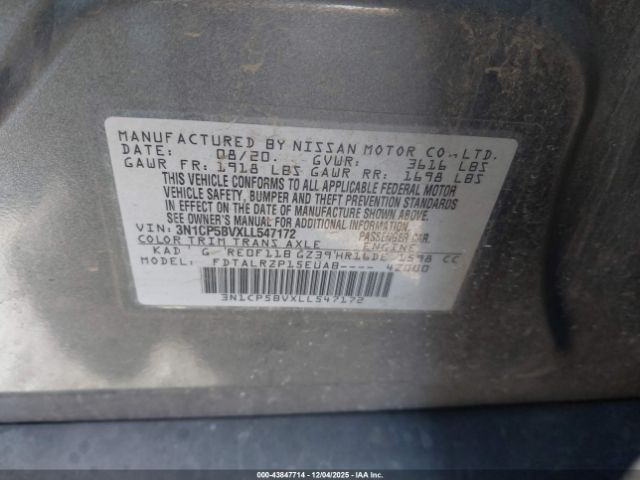 MANUFACTURED BY NISSAN MOTOR CO.,LTD.
DATE: 08/20. GVWR: 3616 LBS
GAWR FR: 1918 LBS GAWR RR: 1698 LBS
THIS VEHICLE CONFORMS TO ALL APPLICABLE FEDERAL MOTOR
VEHICLE SAFETY, BUMPER AND THEFT PREVENTION STANDARDS
IN EFFECT ON THE DATE OF MANUFACTURE SHOWN ABOVE.
SEE OWNER'S MANUAL FOR ADDITIONAL INFORMATION.
VIN: 3N1CP5BVXLL547172 PASSENGER CAR
COLOR TRIM TRANS AXLE ENGINE
KAD G RE0F11B GZ39 HR16DE 1598 CC
MODEL: FDTALRZP15EUAB---- 42000
3N1CP5BVXLL547172
000-43847714 - 12/04/2025 - IAAI.COM